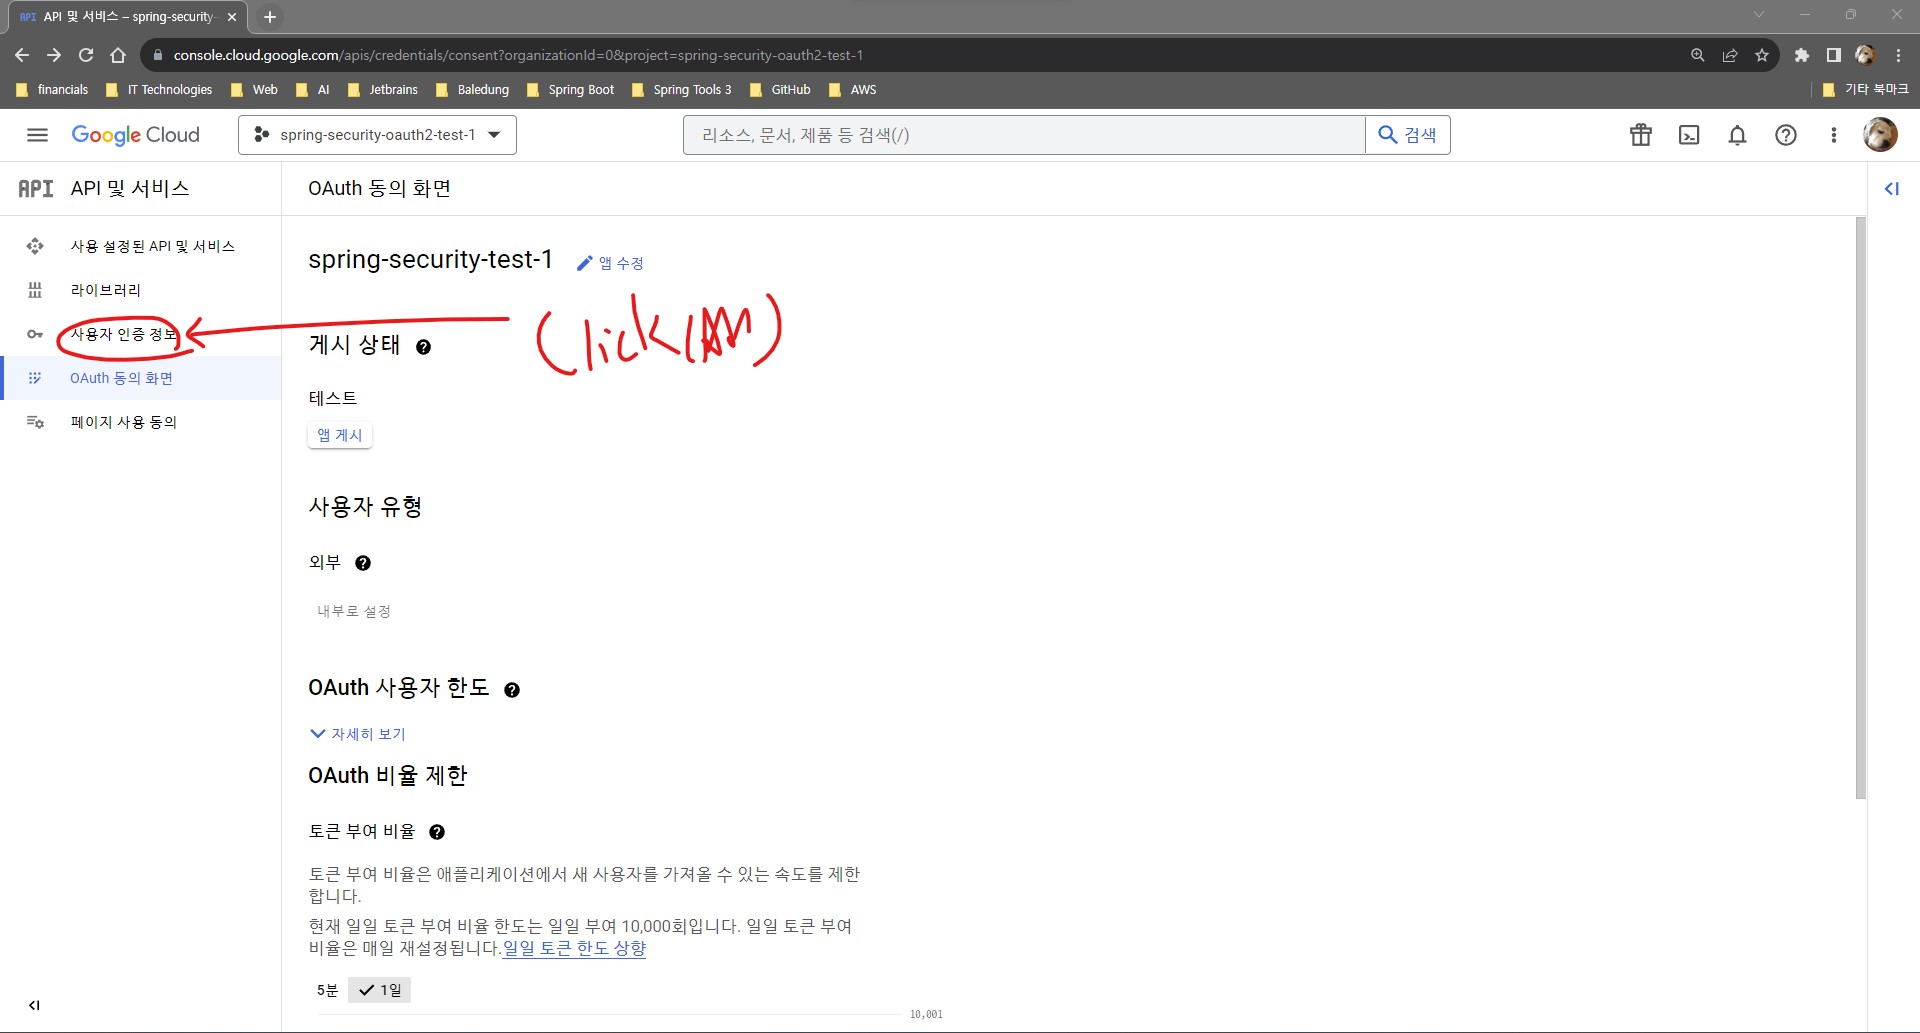 API API 및 서비스 – spring-security-
console.cloud.google.com/apis/credentials/consent?organizationId=0&project=spring-security-oauth2-test-1
financials IT Technologies Web AI Jetbrains Baledung Spring Boot Spring Tools 3 GitHub AWS 기타 북마크
Google Cloud spring-security-oauth2-test-1 리소스, 문서, 제품 등 검색(/) 검색
API API 및 서비스
OAuth 동의 화면
사용 설정된 API 및 서비스
라이브러리
사용자 인증 정보
OAuth 동의 화면
페이지 사용 동의
spring-security-test-1 앱 수정
Click
게시 상태
테스트
앱 게시
사용자 유형
외부
내부로 설정
OAuth 사용자 한도
자세히 보기
OAuth 비율 제한
토큰 부여 비율
토큰 부여 비율은 애플리케이션에서 새 사용자를 가져올 수 있는 속도를 제한
합니다.
현재 일일 토큰 부여 비율 한도는 일일 부여 10,000회입니다. 일일 토큰 부여
비율은 매일 재설정됩니다.일일 토큰 한도 상향
5분 1일
10,001